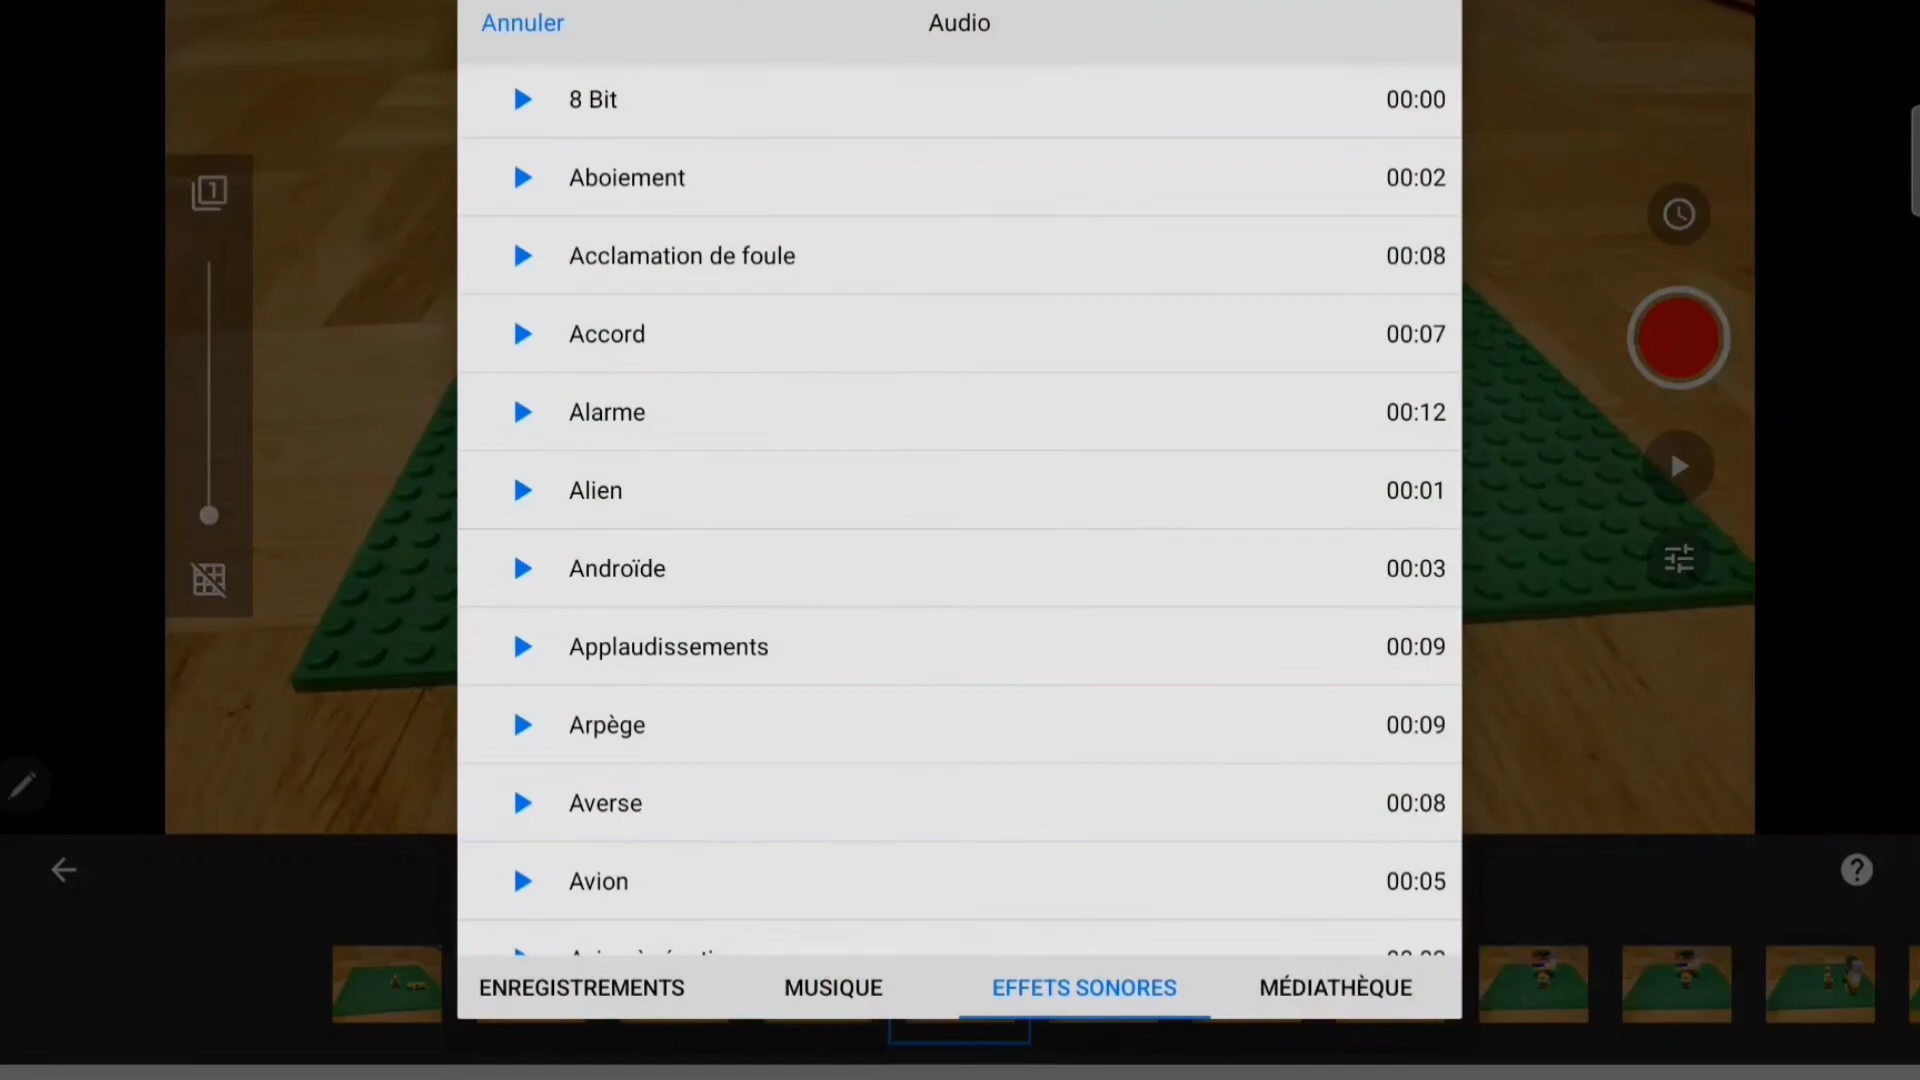 Annuler
Audio
8 Bit 00:00
Aboiement 00:02
Acclamation de foule 00:08
Accord 00:07
Alarme 00:12
Alien 00:01
Androïde 00:03
Applaudissements 00:09
Arpège 00:09
Averse 00:08
Avion 00:05
ENREGISTREMENTS
MUSIQUE
EFFETS SONORES
MÉDIATHÈQUE
1